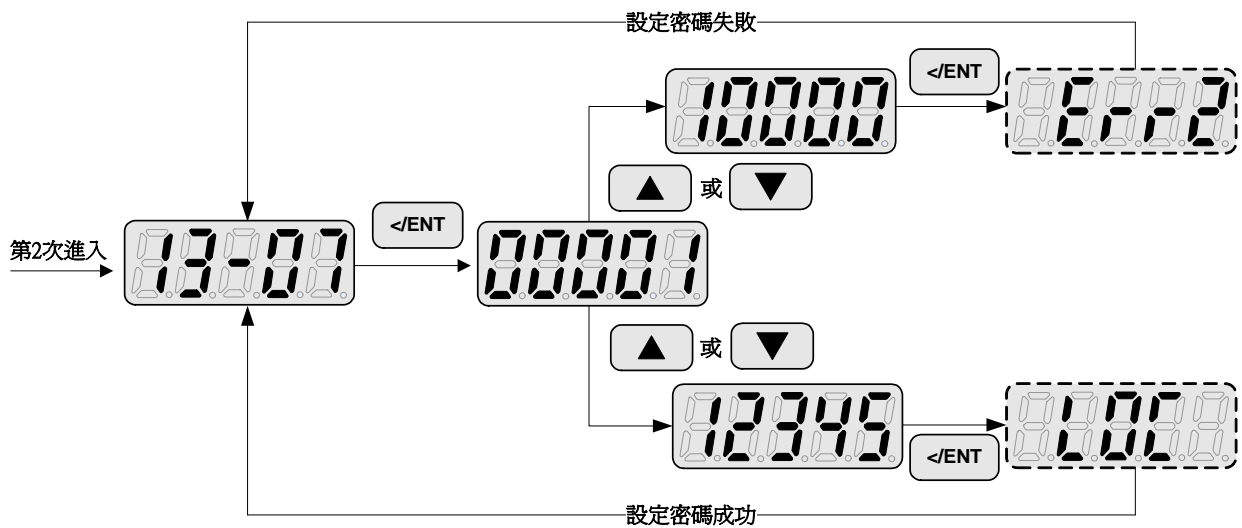 設定密碼失敗
</ENT
10000
Err2
或
第2次進入
13-07
</ENT
00001
或
12345
</ENT
LOC
設定密碼成功